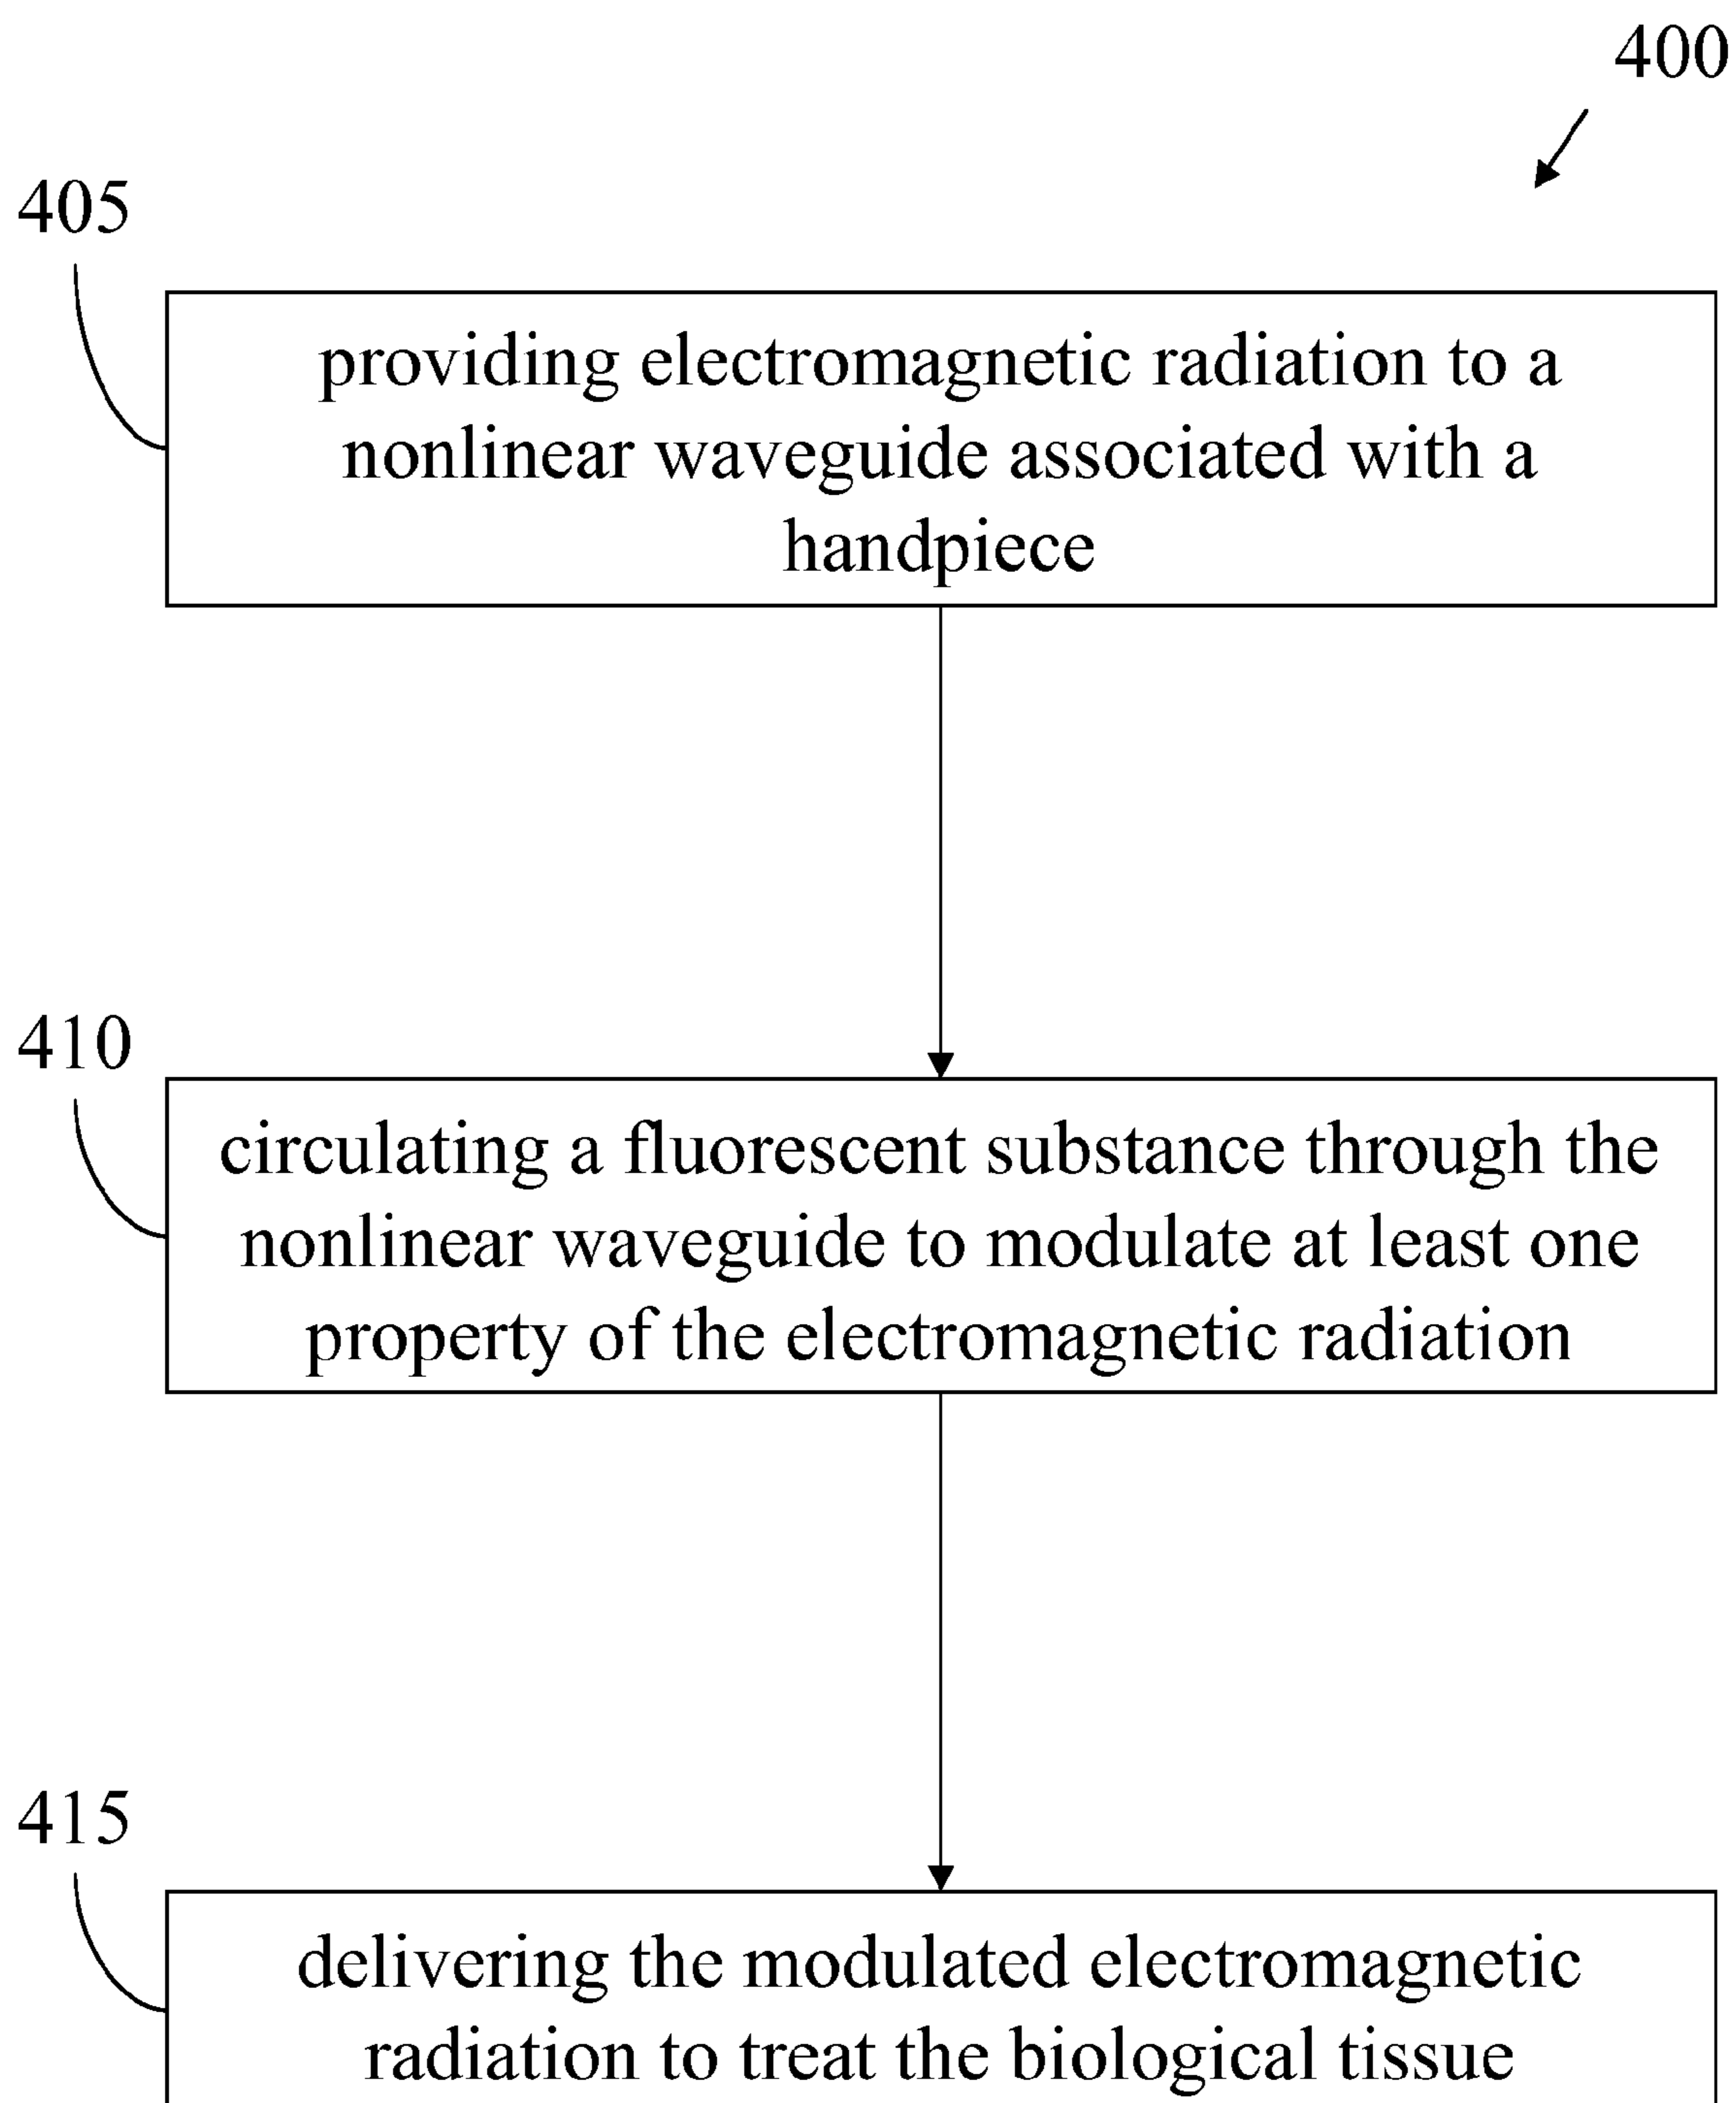 400
405
providing electromagnetic radiation to a
nonlinear waveguide associated with a
handpiece
410
circulating a fluorescent substance through the
nonlinear waveguide to modulate at least one
property of the electromagnetic radiation
415
delivering the modulated electromagnetic
radiation to treat the biological tissue